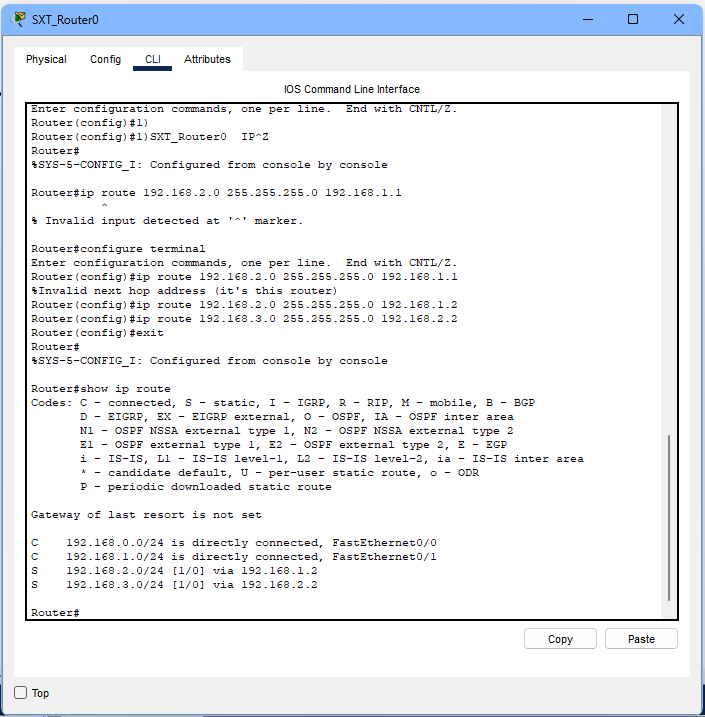 SXT_Router0
Physical Config CLI Attributes
IOS Command Line Interface
Enter configuration commands, one per line.  End with CNTL/Z.
Router(config)#1)
Router(config)#1)SXT_Router0  IP^Z
Router#
%SYS-5-CONFIG_I: Configured from console by console
Router#ip route 192.168.2.0 255.255.255.0 192.168.1.1
^
% Invalid input detected at '^' marker.
Router#configure terminal
Enter configuration commands, one per line.  End with CNTL/Z.
Router(config)#ip route 192.168.2.0 255.255.255.0 192.168.1.1
%Invalid next hop address (it's this router)
Router(config)#ip route 192.168.2.0 255.255.255.0 192.168.1.2
Router(config)#ip route 192.168.3.0 255.255.255.0 192.168.2.2
Router(config)#exit
Router#
%SYS-5-CONFIG_I: Configured from console by console
Router#show ip route
Codes: C - connected, S - static, I - IGRP, R - RIP, M - mobile, B - BGP
D - EIGRP, EX - EIGRP external, O - OSPF, IA - OSPF inter area
N1 - OSPF NSSA external type 1, N2 - OSPF NSSA external type 2
E1 - OSPF external type 1, E2 - OSPF external type 2, E - EGP
i - IS-IS, L1 - IS-IS level-1, L2 - IS-IS level-2, ia - IS-IS inter area
* - candidate default, U - per-user static route, o - ODR
P - periodic downloaded static route
Gateway of last resort is not set
C    192.168.0.0/24 is directly connected, FastEthernet0/0
C    192.168.1.0/24 is directly connected, FastEthernet0/1
S    192.168.2.0/24 [1/0] via 192.168.1.2
S    192.168.3.0/24 [1/0] via 192.168.2.2
Router#
Copy Paste
Top